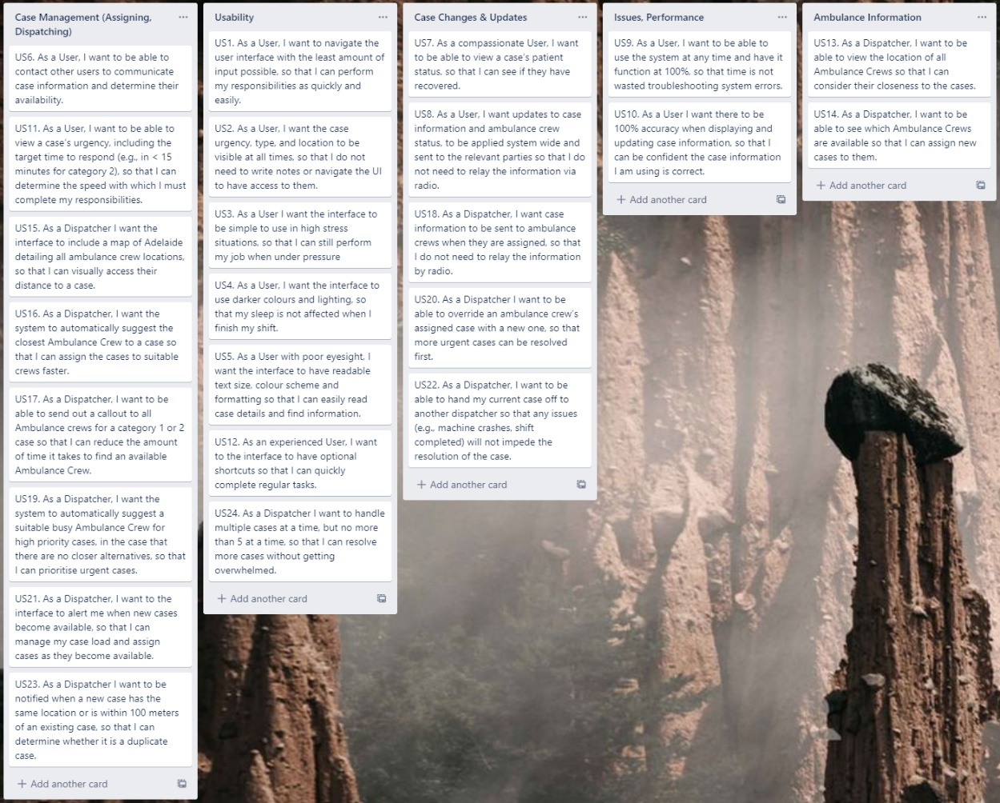 Case Management (Assigning,
Dispatching)
US6. As a User, I want to be able to
contact other users to communicate
case information and determine their
availability.
US11. As a User, I want to be able to
view a case's urgency, including the
target time to respond (e.g., in < 15
minutes for category 2), so that I can
determine the speed with which I must
complete my responsibilities.
US15. As a Dispatcher I want the
interface to include a map of Adelaide
detailing all ambulance crew locations,
so that I can visually access their
distance to a case.
US16. As a Dispatcher, I want the
system to automatically suggest the
closest Ambulance Crew to a case so
that I can assign the cases to suitable
crews faster.
US17. As a Dispatcher, I want to be
able to send out a callout to all
Ambulance crews for a category 1 or 2
case so that I can reduce the amount
of time it takes to find an available
Ambulance Crew.
US19. As a Dispatcher, I want the
system to automatically suggest a
suitable busy Ambulance Crew for
high priority cases, in the case that
there are no closer alternatives, so that
I can prioritise urgent cases.
US21. As a Dispatcher, I want to the
interface to alert me when new cases
become available, so that I can
manage my case load and assign
cases as they become available.
US23. As a Dispatcher I want to be
notified when a new case has the
same location or is within 100 meters
of an existing case, so that I can
determine whether it is a duplicate
case.
+ Add another card
Usability
US1. As a User, I want to navigate the
user interface with the least amount of
input possible, so that I can perform
my responsibilities as quickly and
easily.
US2. As a User, I want the case
urgency, type, and location to be
visible at all times, so that I do not
need to write notes or navigate the UI
to have access to them.
US3. As a User I want the interface to
be simple to use in high stress
situations, so that I can still perform
my job when under pressure
US4. As a User, I want the interface to
use darker colours and lighting, so
that my sleep is not affected when I
finish my shift.
US5. As a User with poor eyesight, I
want the interface to have readable
text size, colour scheme and
formatting so that I can easily read
case details and find information.
US12. As an experienced User, I want
to the interface to have optional
shortcuts so that I can quickly
complete regular tasks.
US24. As a Dispatcher I want to handle
multiple cases at a time, but no more
than 5 at a time, so that I can resolve
more cases without getting
overwhelmed.
+ Add another card
Case Changes & Updates
US7. As a compassionate User, I want
to be able to view a case's patient
status, so that I can see if they have
recovered.
US8. As a User, I want updates to case
information and ambulance crew
status, to be applied system wide and
sent to the relevant parties so that I do
not need to relay the information via
radio.
US18. As a Dispatcher, I want case
information to be sent to ambulance
crews when they are assigned, so that
I do not need to relay the information
by radio.
US20. As a Dispatcher I want to be
able to override an ambulance crew's
assigned case with a new one, so that
more urgent cases can be resolved
first.
US22. As a Dispatcher, I want to be
able to hand my current case off to
another dispatcher so that any issues
(e.g., machine crashes, shift
completed) will not impede the
resolution of the case.
+ Add another card
Issues, Performance
US9. As a User, I want to be able to
use the system at any time and have it
function at 100%, so that time is not
wasted troubleshooting system errors.
US10. As a User I want there to be
100% accuracy when displaying and
updating case information, so that I
can be confident the case information
I am using is correct.
+ Add another card
Ambulance Information
US13. As a Dispatcher, I want to be
able to view the location of all
Ambulance Crews so that I can
consider their closeness to the cases.
US14. As a Dispatcher, I want to be
able to see which Ambulance Crews
are available so that I can assign new
cases to them.
+ Add another card